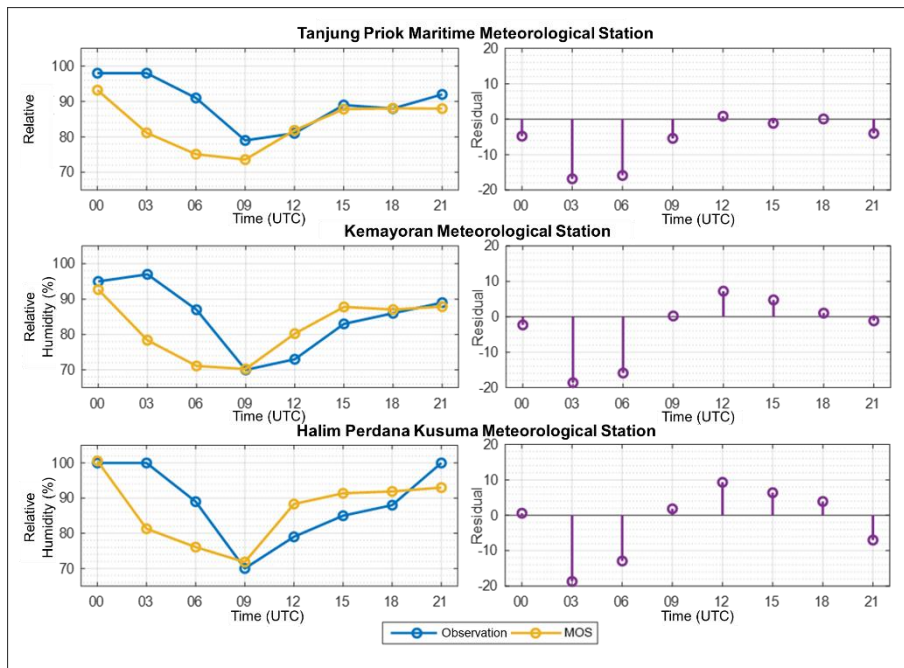 Tanjung Priok Maritime Meteorological Station
Relative
100
90
80
70
00 03 06 09 12 15 18 21
Time (UTC)
Residual
20
10
0
-10
-20
00 03 06 09 12 15 18 21
Time (UTC)
Kemayoran Meteorological Station
Relative
Humidity (%)
100
90
80
70
00 03 06 09 12 15 18 21
Time (UTC)
Residual
20
10
0
-10
-20
00 03 06 09 12 15 18 21
Time (UTC)
Halim Perdana Kusuma Meteorological Station
Relative
Humidity (%)
100
90
80
70
00 03 06 09 12 15 18 21
Time (UTC)
Residual
20
10
0
-10
-20
00 03 06 09 12 15 18 21
Time (UTC)
Observation MOS